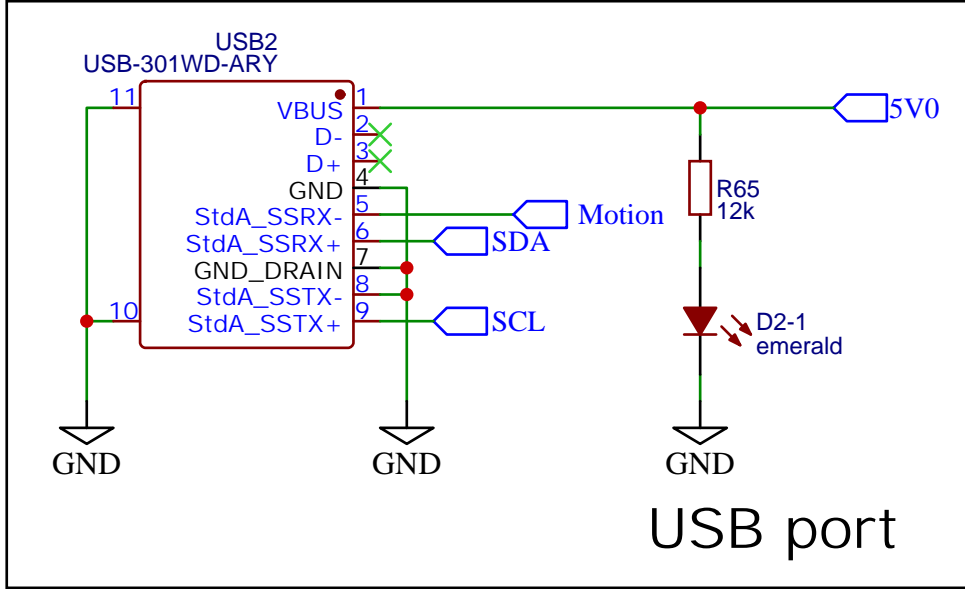 USB2
USB-301WD-ARY
11
10
VBUS 1
D- 2
D+ 3
GND 4
StdA_SSRX- 5
StdA_SSRX+ 6
GND_DRAIN 7
StdA_SSTX- 8
StdA_SSTX+ 9
5V0
Motion
SDA
SCL
R65
12k
D2-1
emerald
GND
GND
GND
USB port